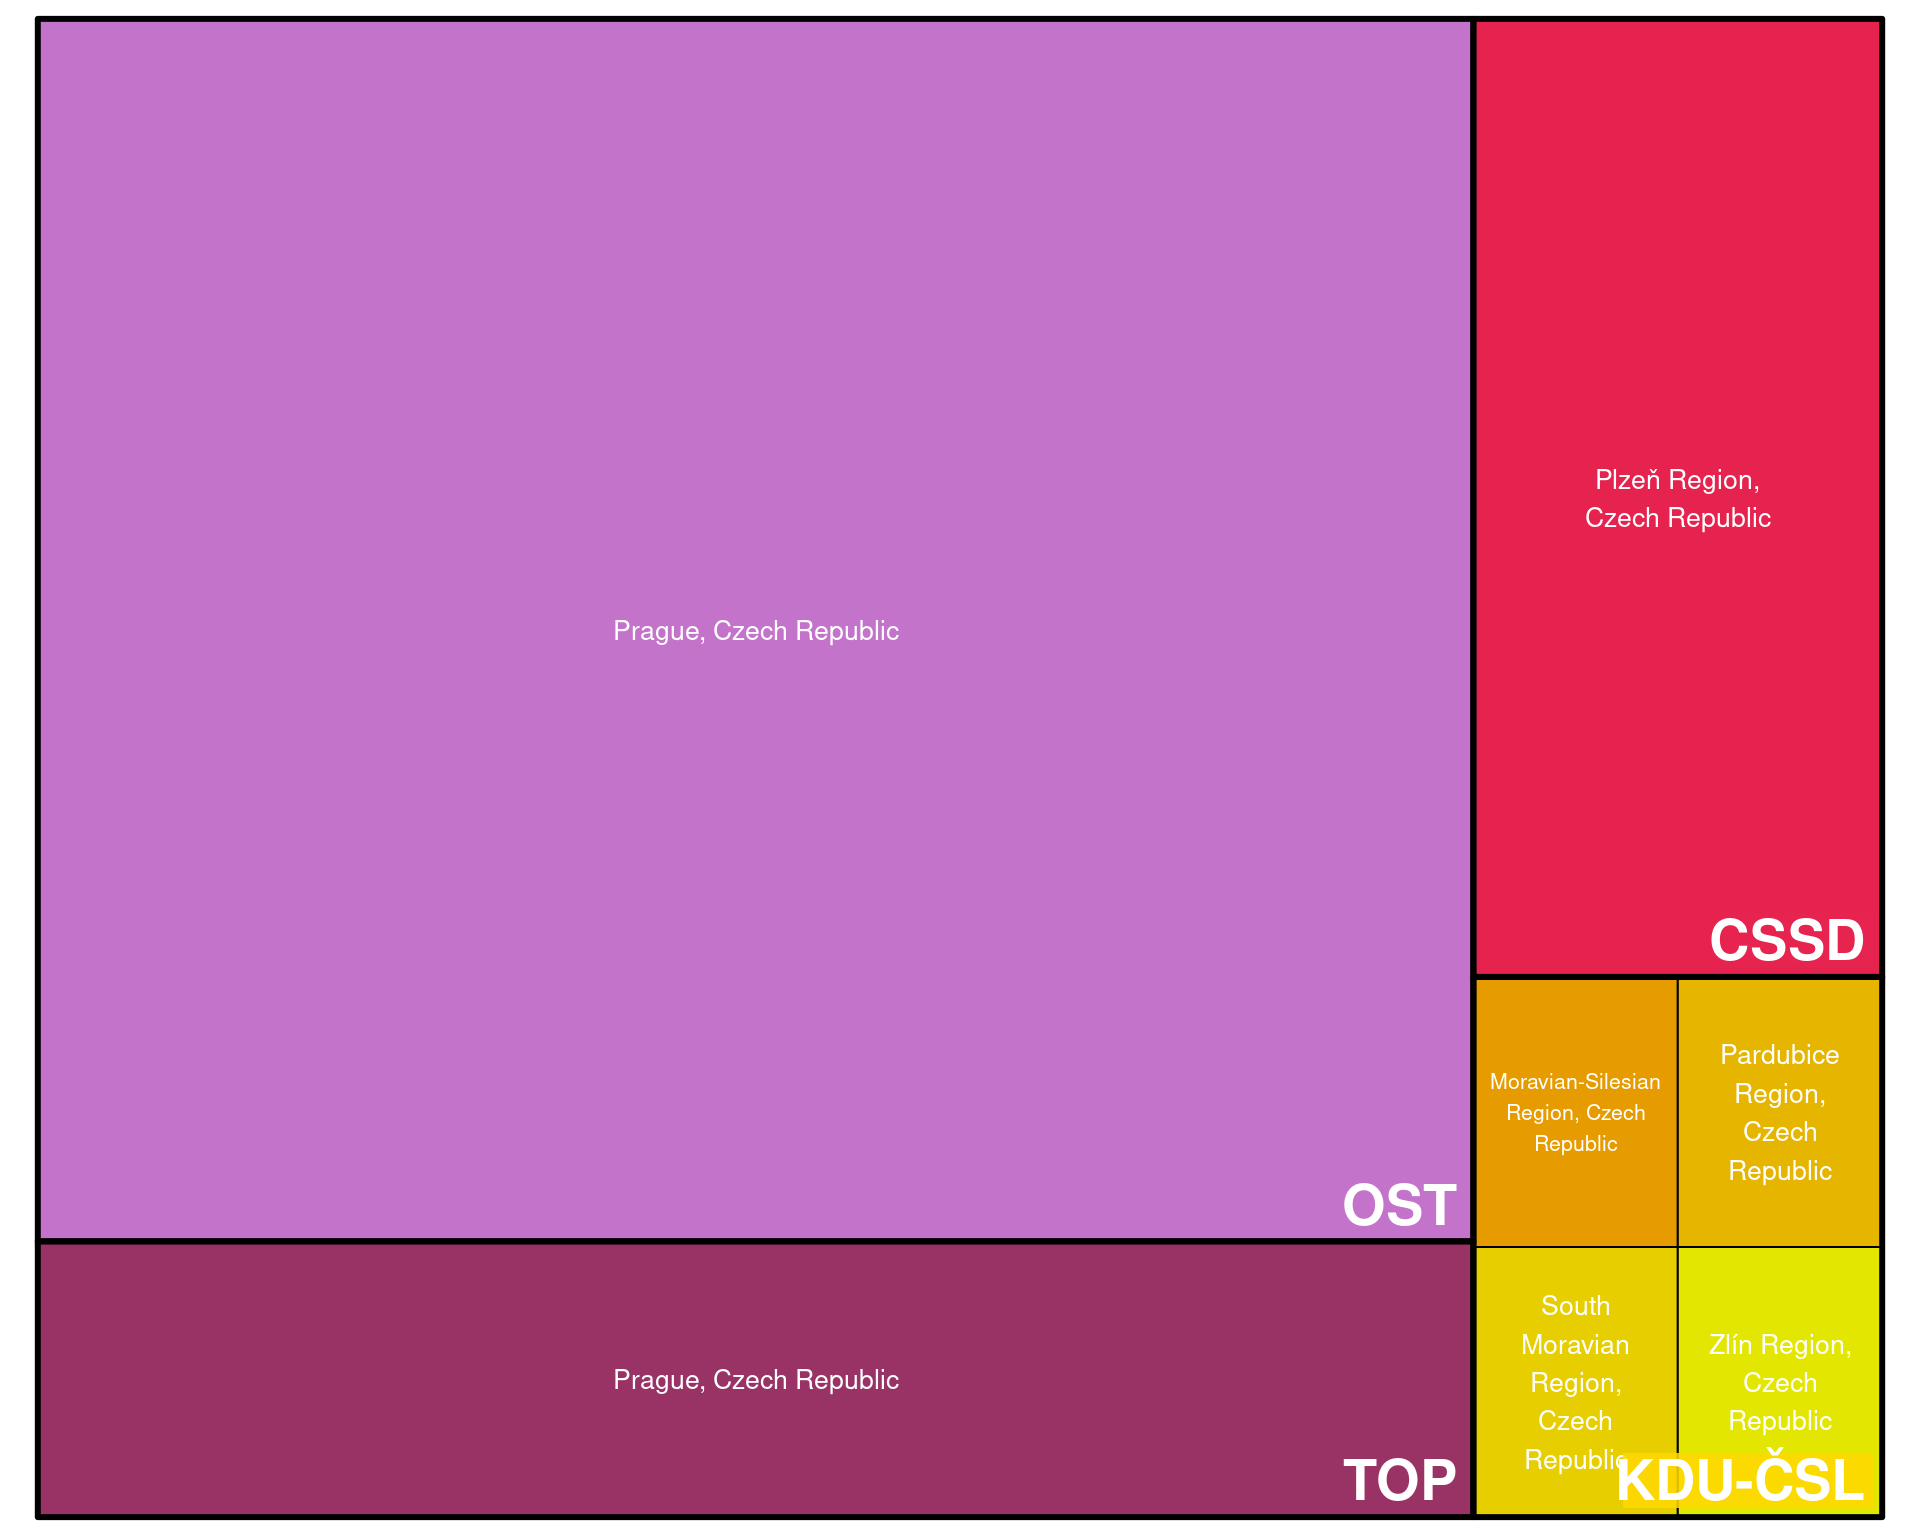 Prague, Czech Republic
OST
Prague, Czech Republic
TOP
Plzeň Region,
Czech Republic
CSSD
Moravian-Silesian
Region, Czech
Republic
Pardubice
Region,
Czech
Republic
South
Moravian
Region,
Czech
Republic
Zlín Region,
Czech
Republic
KDU-ČSL